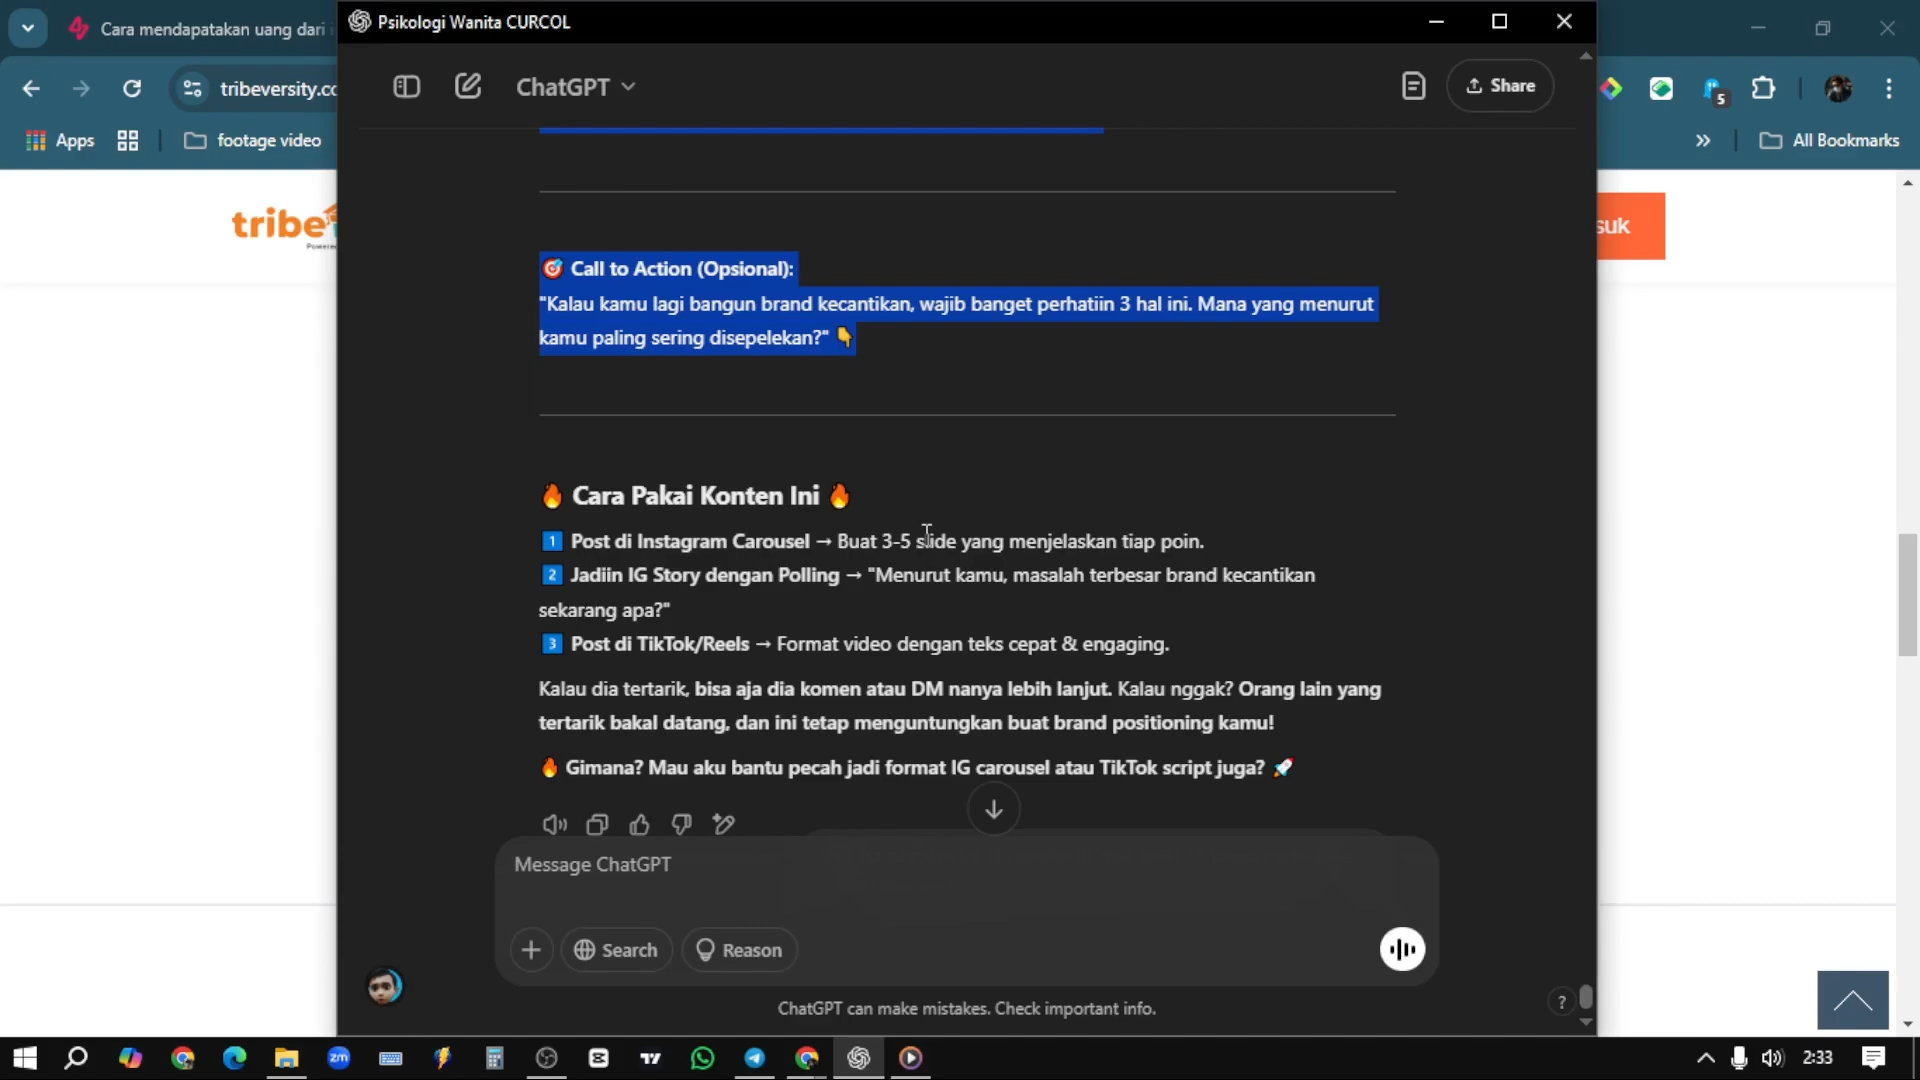 Psikologi Wanita CURCOL
Cara mendapatakan uang dari
tribeversity.co
5
Apps
footage video
All Bookmarks
ChatGPT
Share
tribe
Powere
suk
🎯 Call to Action (Opsional):
"Kalau kamu lagi bangun brand kecantikan, wajib banget perhatiin 3 hal ini. Mana yang menurut
kamu paling sering disepelekan?" 👇
🔥 Cara Pakai Konten Ini 🔥
1️⃣ Post di Instagram Carousel → Buat 3-5 slide yang menjelaskan tiap poin.
2️⃣ Jadiin IG Story dengan Polling → "Menurut kamu, masalah terbesar brand kecantikan
sekarang apa?"
3️⃣ Post di TikTok/Reels → Format video dengan teks cepat & engaging.
Kalau dia tertarik, bisa aja dia komen atau DM nanya lebih lanjut. Kalau nggak? Orang lain yang
tertarik bakal datang, dan ini tetap menguntungkan buat brand positioning kamu!
🔥 Gimana? Mau aku bantu pecah jadi format IG carousel atau TikTok script juga? 🚀
Message ChatGPT
Search
Reason
ChatGPT can make mistakes. Check important info.
?
zm
2:33